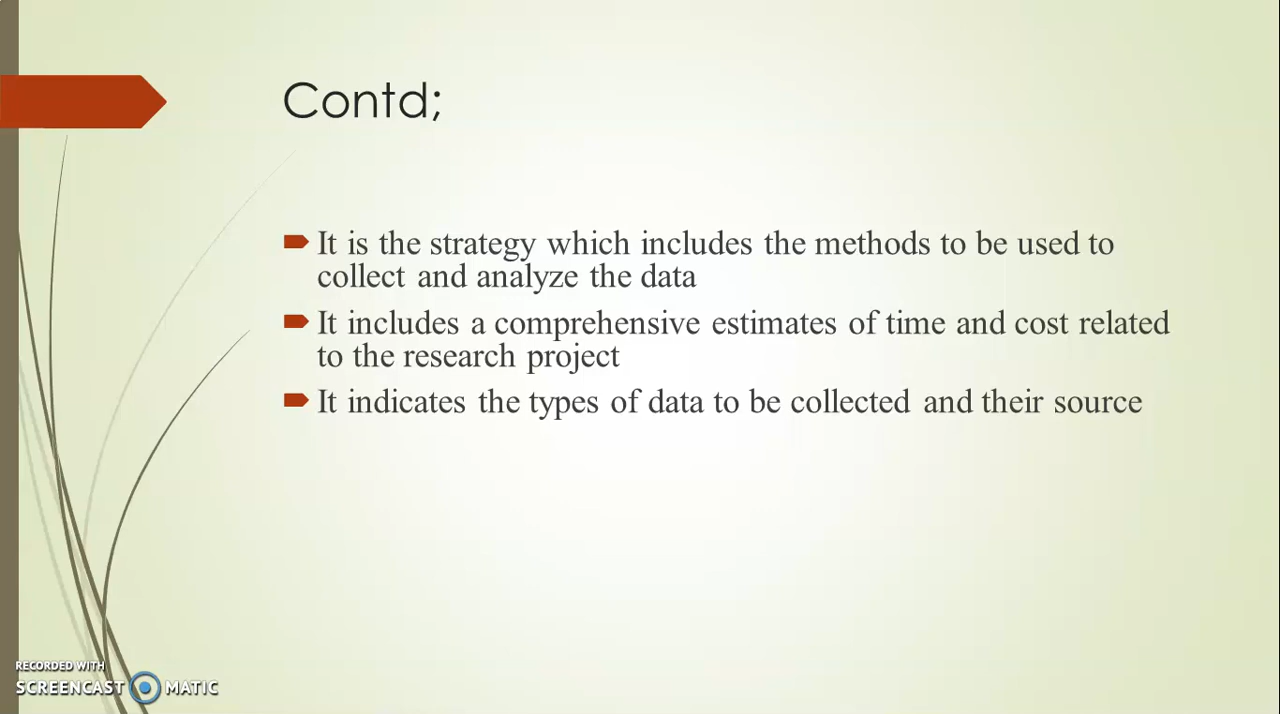 Contd;
It is the strategy which includes the methods to be used to
collect and analyze the data
It includes a comprehensive estimates of time and cost related
to the research project
It indicates the types of data to be collected and their source
RECORDED WITH
SCREENCAST MATIC